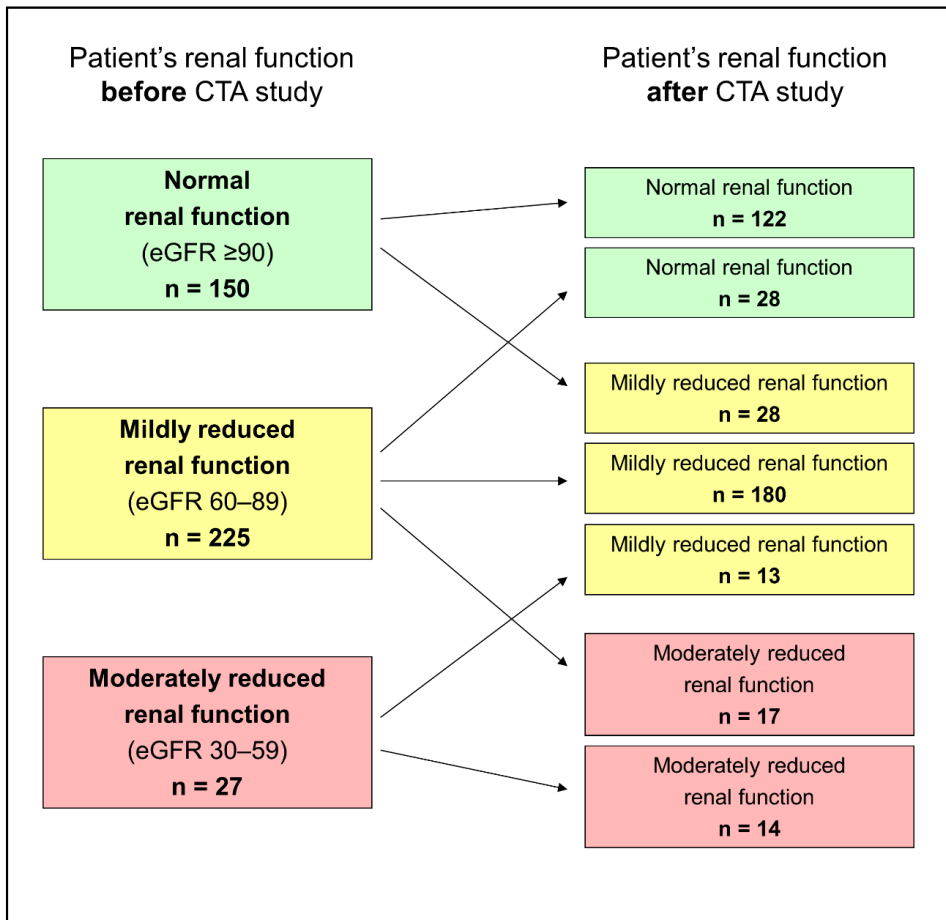 Patient’s renal function
before CTA study
Patient’s renal function
after CTA study
Normal
renal function
(eGFR ≥90)
n = 150
Mildly reduced
renal function
(eGFR 60–89)
n = 225
Moderately reduced
renal function
(eGFR 30–59)
n = 27
Normal renal function
n = 122
Normal renal function
n = 28
Mildly reduced renal function
n = 28
Mildly reduced renal function
n = 180
Mildly reduced renal function
n = 13
Moderately reduced
renal function
n = 17
Moderately reduced
renal function
n = 14